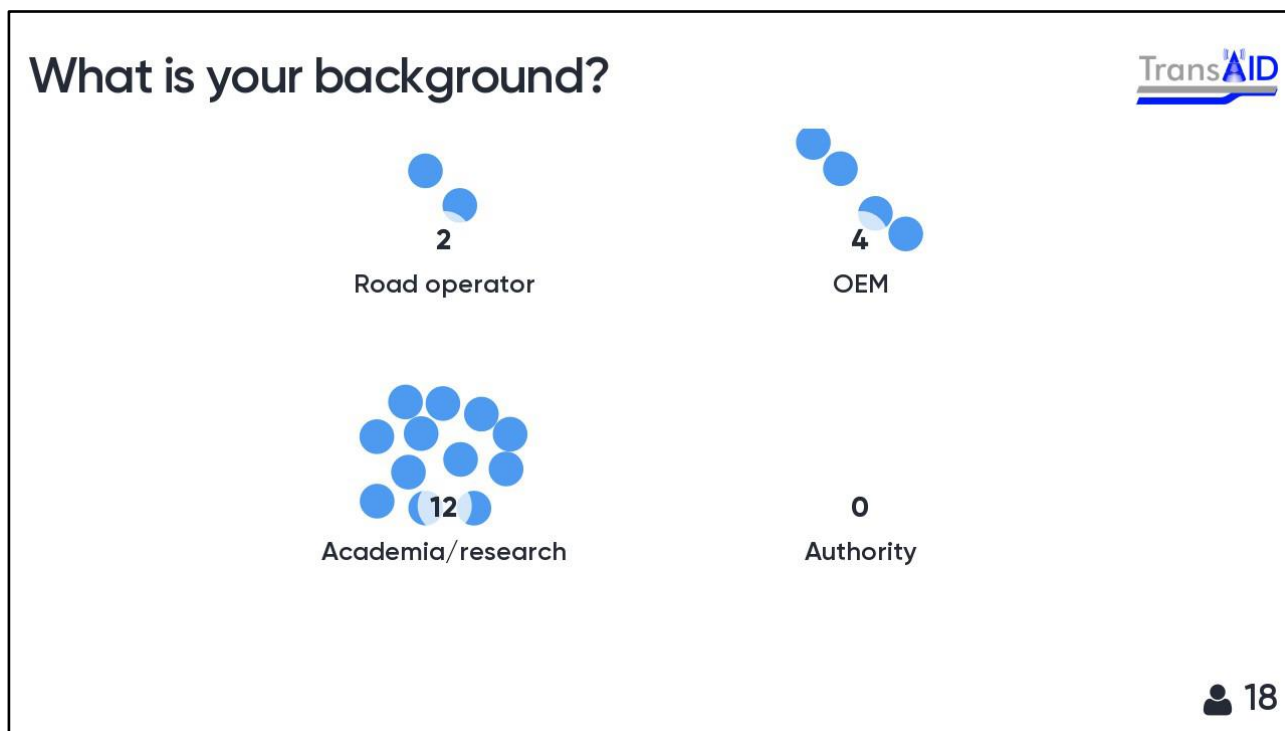 What is your background?
TransAID
2
4
Road operator
OEM
12
0
Academia/research
Authority
18